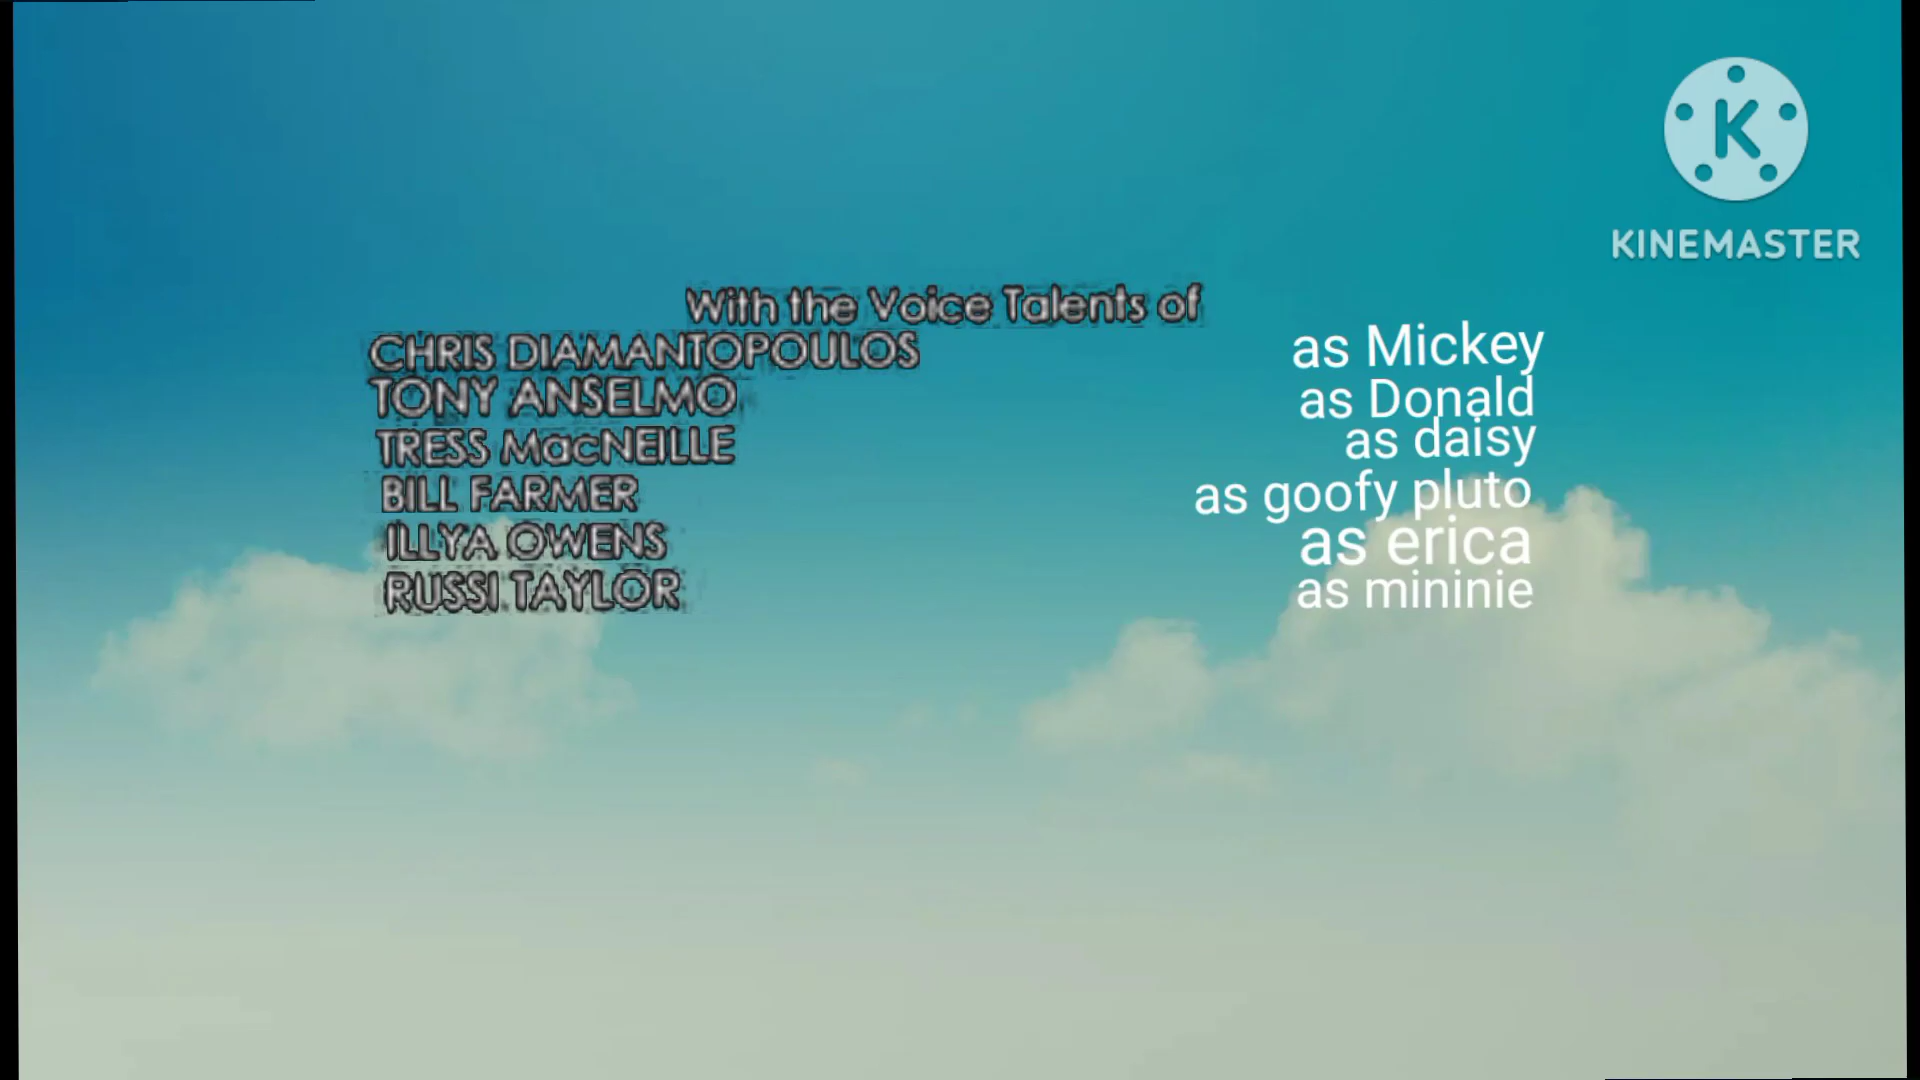 K
KINEMASTER
With the Voice Talents of
CHRIS DIAMANTOPOULOS as Mickey
TONY ANSELMO as Donald
TRESS MacNEILLE as daisy
BILL FARMER as goofy pluto
ILLYA OWENS as erica
RUSSI TAYLOR as mininie